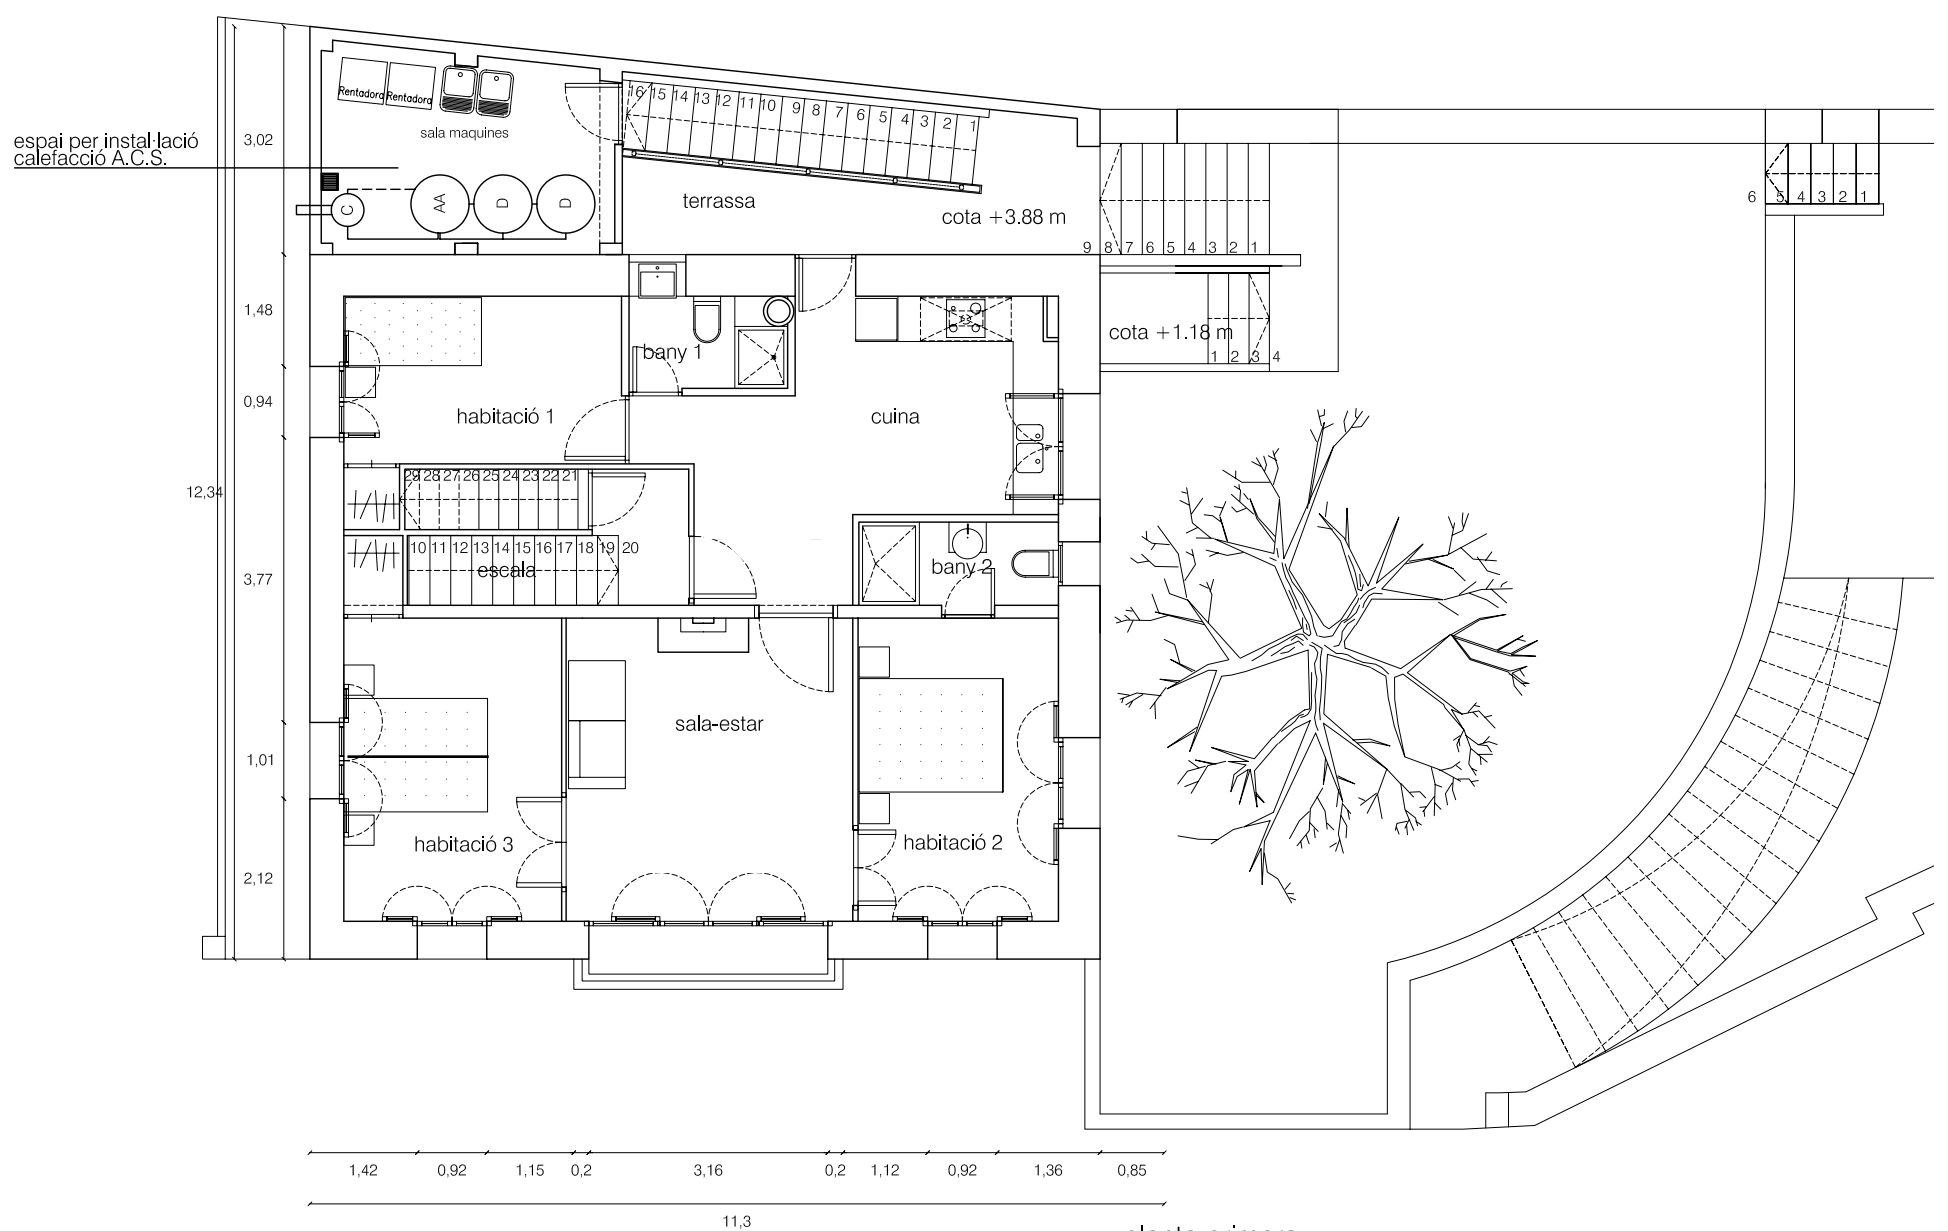 espai per instal·lació
calefacció A.C.S.
3,02
1,48
0,94
12,34
3,77
1,01
2,12
Rentadora
Rentadora
sala maquines
C
AA
D
D
16 15 14 13 12 11 10 9 8 7 6 5 4 3 2 1
terrassa
cota +3.88 m
9 8 7 6 5 4 3 2 1
6 5 4 3 2 1
cota +1.18 m
1 2 3 4
bany 1
habitació 1
cuina
29 28 27 26 25 24 23 22 21
10 11 12 13 14 15 16 17 18 19 20
escala
bany 2
sala-estar
habitació 3
habitació 2
1,42
0,92
1,15
0,2
3,16
0,2
1,12
0,92
1,36
0,85
11,3
planta primera